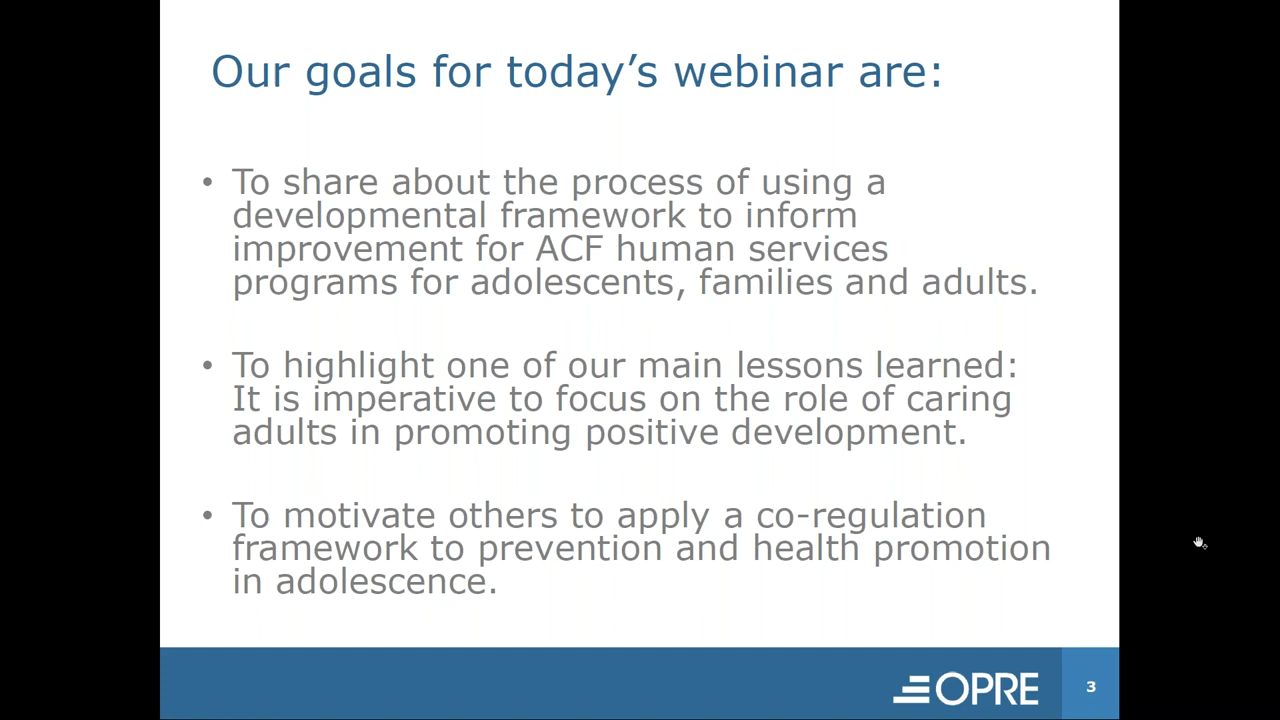 Our goals for today’s webinar are:
• To share about the process of using a
developmental framework to inform
improvement for ACF human services
programs for adolescents, families and adults.
• To highlight one of our main lessons learned:
It is imperative to focus on the role of caring
adults in promoting positive development.
• To motivate others to apply a co-regulation
framework to prevention and health promotion
in adolescence.
OPRE
3